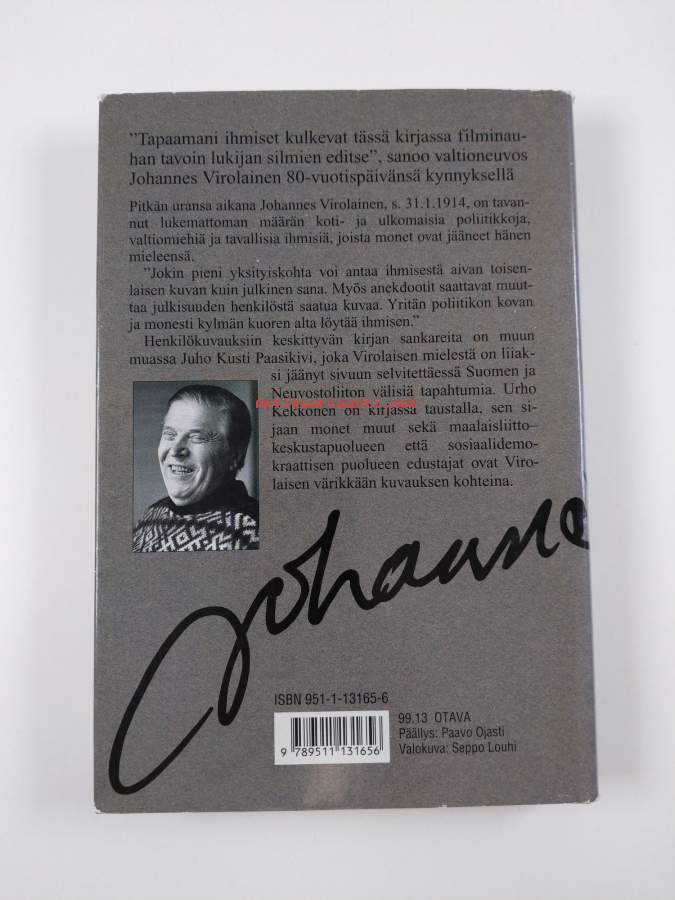 "Tapaamani ihmiset kulkevat tässä kirjassa filminau-
han tavoin lukijan silmien editse", sanoo valtioneuvos
Johannes Virolainen 80-vuotispäivänsä kynnyksellä
Pitkän uransa aikana Johannes Virolainen, s. 31.1.1914, on tavan-
nut lukemattoman määrän koti- ja ulkomaisia poliitikkoja,
valtiomiehiä ja tavallisia ihmisiä, joista monet ovat jääneet hänen
mieleensä.
"Jokin pieni yksityiskohta voi antaa ihmisestä aivan toisen-
laisen kuvan kuin julkinen sana. Myös anekdootit saattavat muut-
taa julkisuuden henkilöstä saatua kuvaa. Yritän poliitikon kovan
ja monesti kylmän kuoren alta löytää ihmisen."
Henkilökuvauksiin keskittyvän kirjan sankareita on muun
muassa Juho Kusti Paasikivi, joka Virolaisen mielestä on liiak-
si jäänyt sivuun selvitettäessä Suomen ja
Neuvostoliiton välisiä tapahtumia. Urho
Kekkonen on kirjassa taustalla, sen si-
jaan monet muut sekä maalaisliitto-
keskustapuolueen että sosiaalidemo-
kraattisen puolueen edustajat ovat Viro-
laisen värikkään kuvauksen kohteina.
Johanne
ISBN 951-1-13165-6
9 789511 131656
99.13 OTAVA
Päällys: Paavo Ojasti
Valokuva: Seppo Louhi